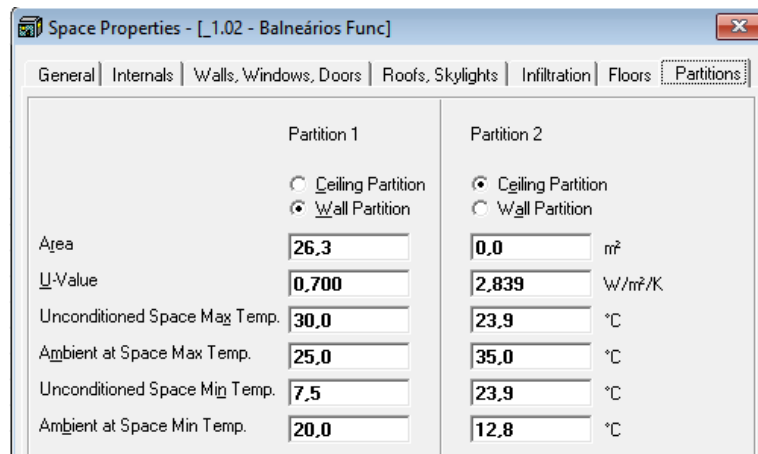 Space Properties - [_1.02 - Balneários Func]
General Internals Walls, Windows, Doors Roofs, Skylights Infiltration Floors Partitions
Partition 1 Partition 2
Ceiling Partition Ceiling Partition
Wall Partition Wall Partition
Area 26,3 0,0 m²
U-Value 0,700 2,839 W/m²/K
Unconditioned Space Max Temp. 30,0 23,9 °C
Ambient at Space Max Temp. 25,0 35,0 °C
Unconditioned Space Min Temp. 7,5 23,9 °C
Ambient at Space Min Temp. 20,0 12,8 °C